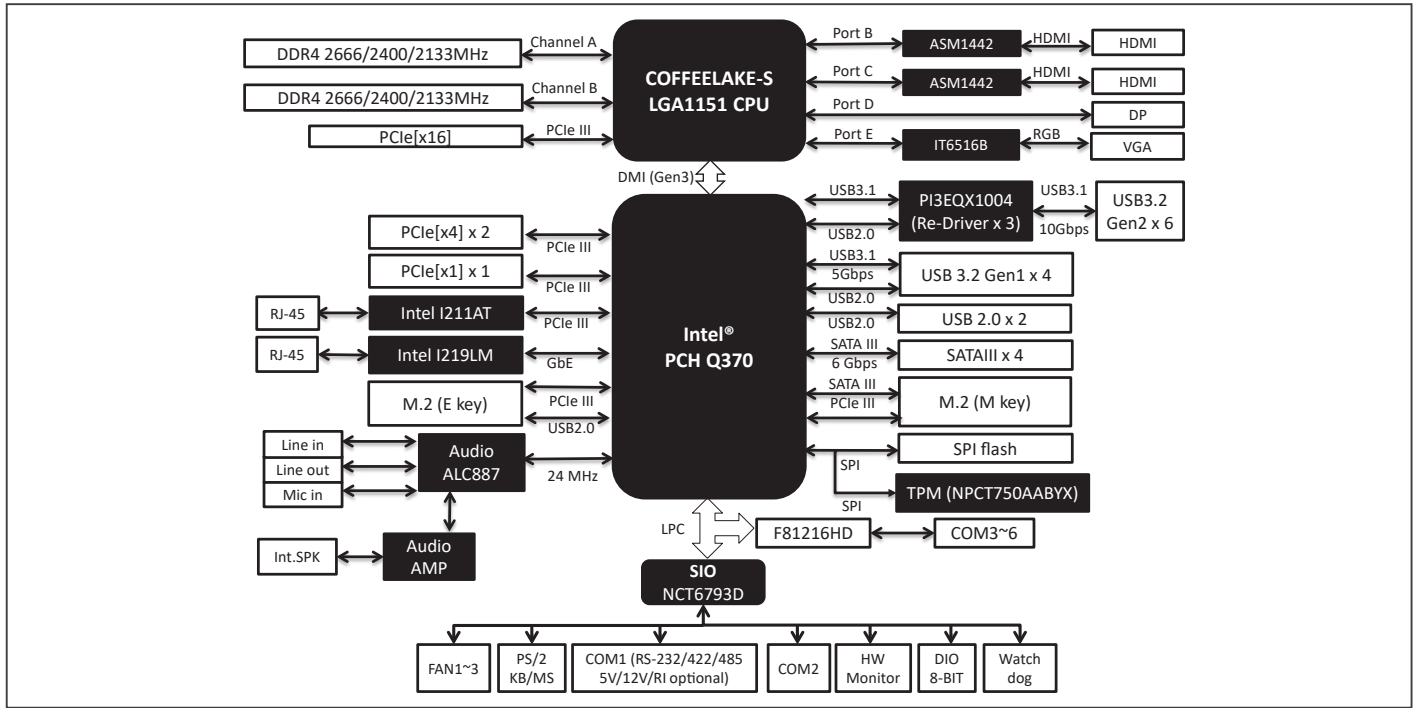 DDR4 2666/2400/2133MHz
Channel A
DDR4 2666/2400/2133MHz
Channel B
PCIe[x16]
PCIe III
COFFEELAKE-S
LGA1151 CPU
Port B
ASM1442
HDMI
HDMI
Port C
ASM1442
HDMI
HDMI
Port D
DP
Port E
IT6516B
RGB
VGA
DMI (Gen3)
PCIe[x4] x 2
PCIe III
PCIe[x1] x 1
PCIe III
RJ-45
Intel I211AT
PCIe III
RJ-45
Intel I219LM
GbE
M.2 (E key)
PCIe III
USB2.0
Line in
Line out
Mic in
Audio
ALC887
24 MHz
Int.SPK
Audio
AMP
Intel®
PCH Q370
USB3.1
USB2.0
PI3EQX1004
(Re-Driver x 3)
USB3.1
10Gbps
USB3.2
Gen2 x 6
USB3.1
5Gbps
USB2.0
USB 3.2 Gen1 x 4
USB2.0
USB 2.0 x 2
SATA III
6 Gbps
SATAIII x 4
SATA III
PCIe III
M.2 (M key)
SPI flash
SPI
SPI
TPM (NPCT750AABYX)
LPC
F81216HD
COM3~6
SIO
NCT6793D
FAN1~3
PS/2
KB/MS
COM1 (RS-232/422/485
5V/12V/RI optional)
COM2
HW
Monitor
DIO
8-BIT
Watch
dog